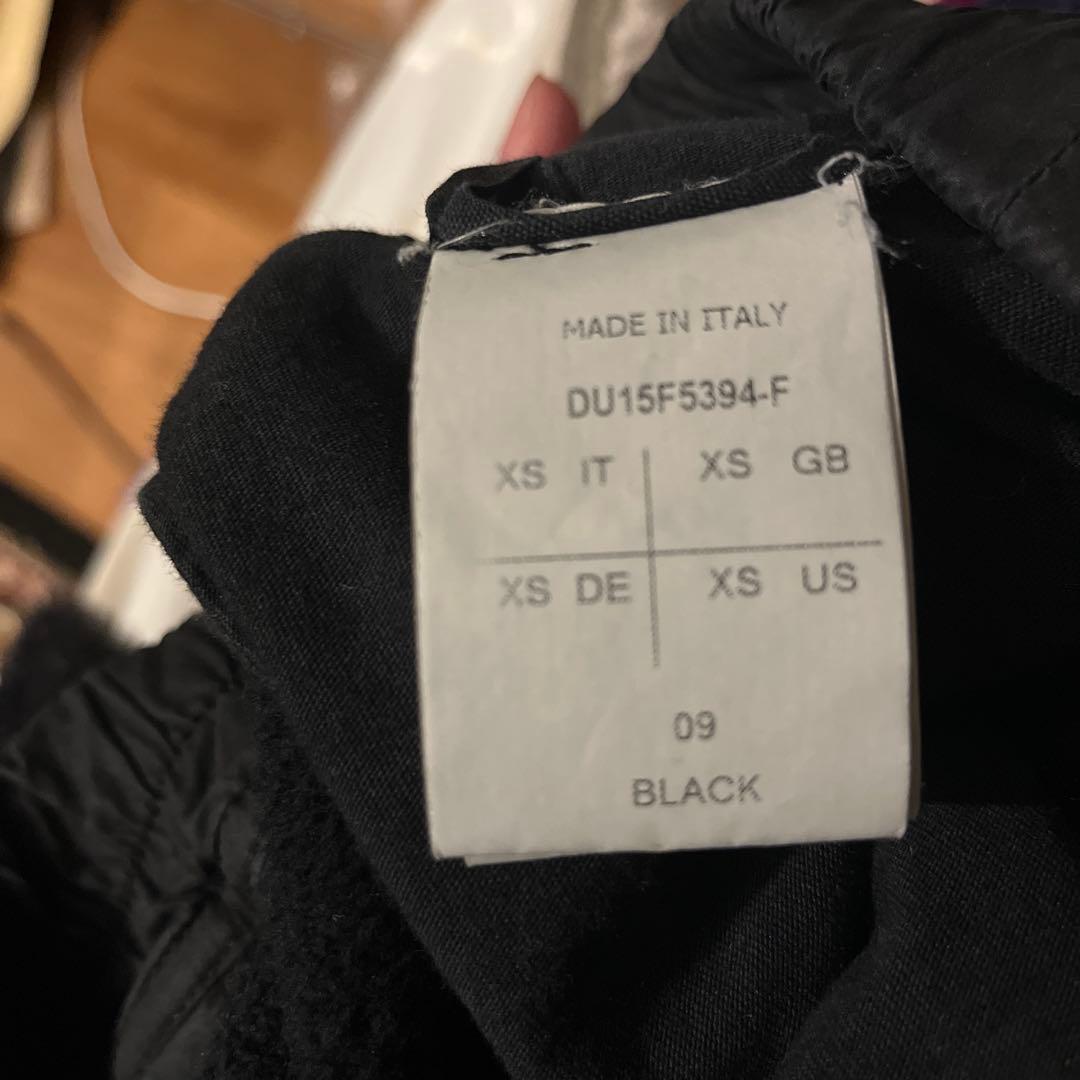 MADE IN ITALY
DU15F5394-F
XS IT XS GB
XS DE XS US
09
BLACK